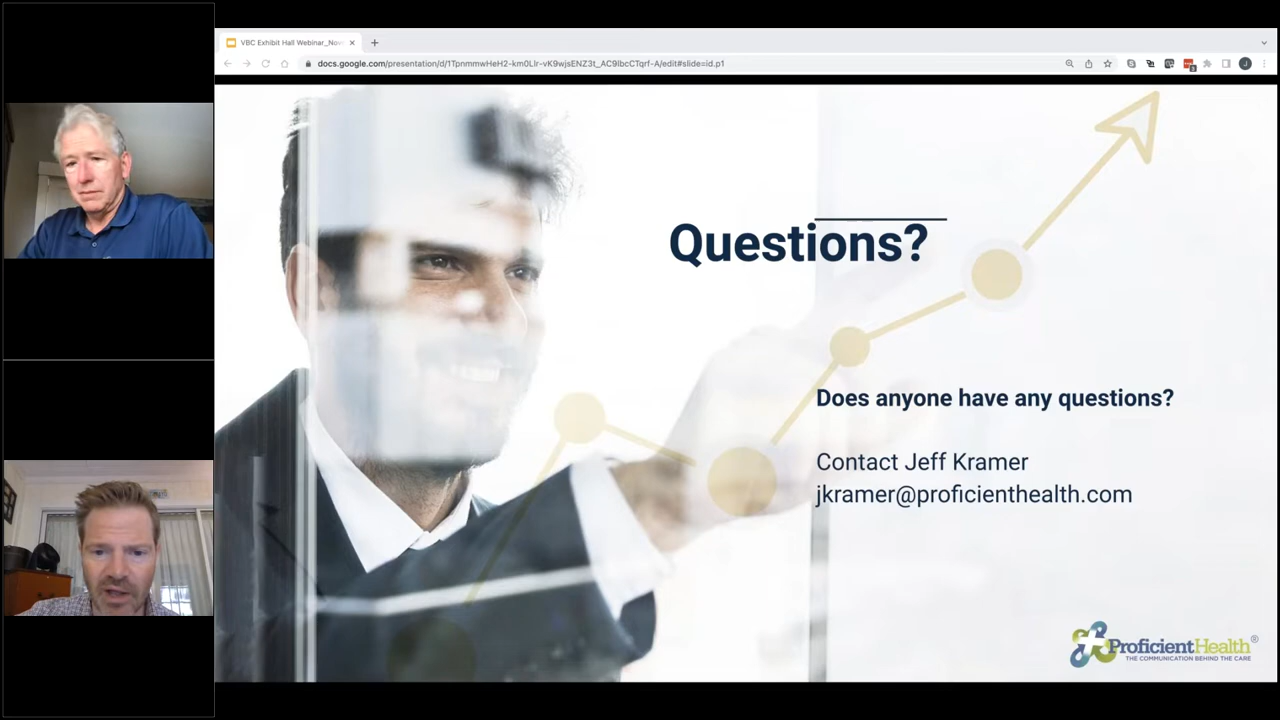 VBC Exhibit Hall Webinar_Nov
docs.google.com/presentation/d/1TpnmmwHeH2-km0LIr-vK9wjsENZ3t_AC9lbcCTqrf-A/edit#slide=id.p1
Questions?
Does anyone have any questions?
Contact Jeff Kramer
jkramer@proficienthealth.com
ProficientHealth®
THE COMMUNICATION BEHIND THE CARE